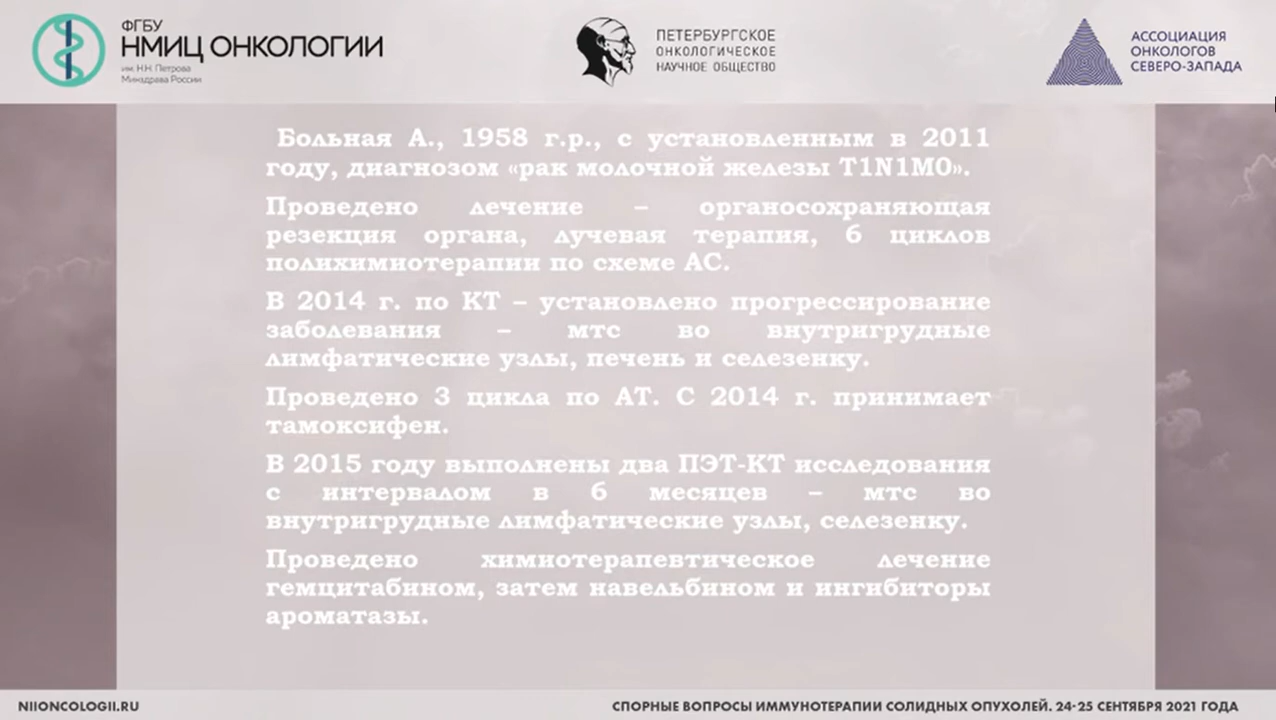 ФГБУ
НМИЦ ОНКОЛОГИИ
им. Н.Н. Петрова
Минздрава России
ПЕТЕРБУРГСКОЕ
ОНКОЛОГИЧЕСКОЕ
НАУЧНОЕ ОБЩЕСТВО
АССОЦИАЦИЯ
ОНКОЛОГОВ
СЕВЕРО-ЗАПАДА
Больная А., 1958 г.р., с установленным в 2011
году, диагнозом «рак молочной железы T1N1M0».
Проведено лечение – органосохраняющая
резекция органа, лучевая терапия, 6 циклов
полихимиотерапии по схеме АС.
В 2014 г. по КТ – установлено прогрессирование
заболевания – мтс во внутригрудные
лимфатические узлы, печень и селезенку.
Проведено 3 цикла по АТ. С 2014 г. принимает
тамоксифен.
В 2015 году выполнены два ПЭТ-КТ исследования
с интервалом в 6 месяцев – мтс во
внутригрудные лимфатические узлы, селезенку.
Проведено химиотерапевтическое лечение
гемцитабином, затем навельбином и ингибиторы
ароматазы.
NIIONCOLOGII.RU
СПОРНЫЕ ВОПРОСЫ ИММУНОТЕРАПИИ СОЛИДНЫХ ОПУХОЛЕЙ. 24-25 СЕНТЯБРЯ 2021 ГОДА